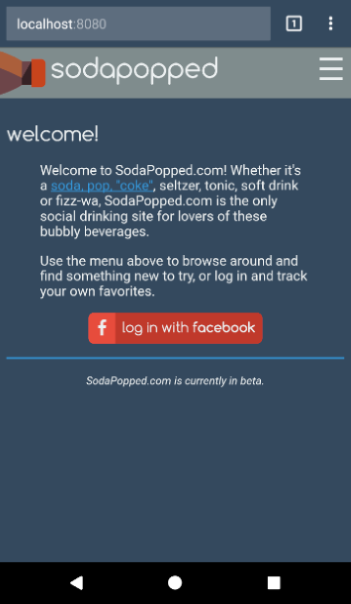 localhost:8080
1
sodapopped
welcome!
Welcome to SodaPopped.com! Whether it's
a soda, pop, "coke", seltzer, tonic, soft drink
or fizz-wa, SodaPopped.com is the only
social drinking site for lovers of these
bubbly beverages.
Use the menu above to browse around and
find something new to try, or log in and track
your own favorites.
f log in with facebook
SodaPopped.com is currently in beta.